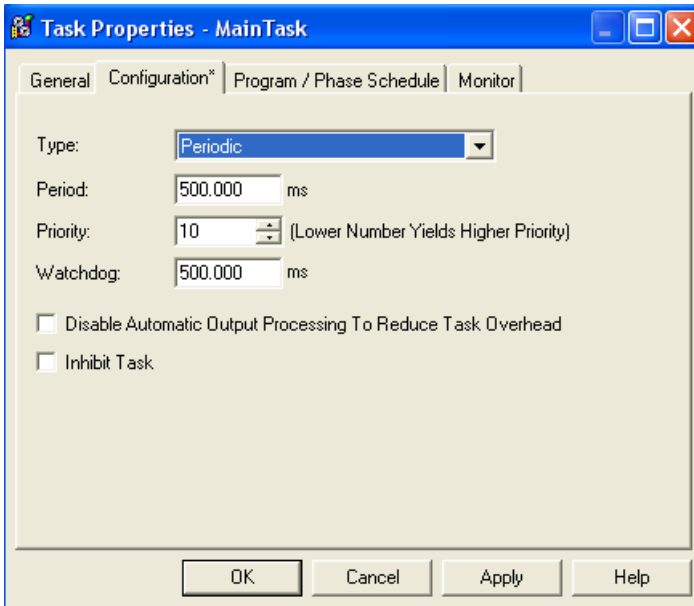 Task Properties - MainTask
General Configuration* Program / Phase Schedule Monitor
Type: Periodic
Period: 500.000 ms
Priority: 10 (Lower Number Yields Higher Priority)
Watchdog: 500.000 ms
Disable Automatic Output Processing To Reduce Task Overhead
Inhibit Task
OK Cancel Apply Help